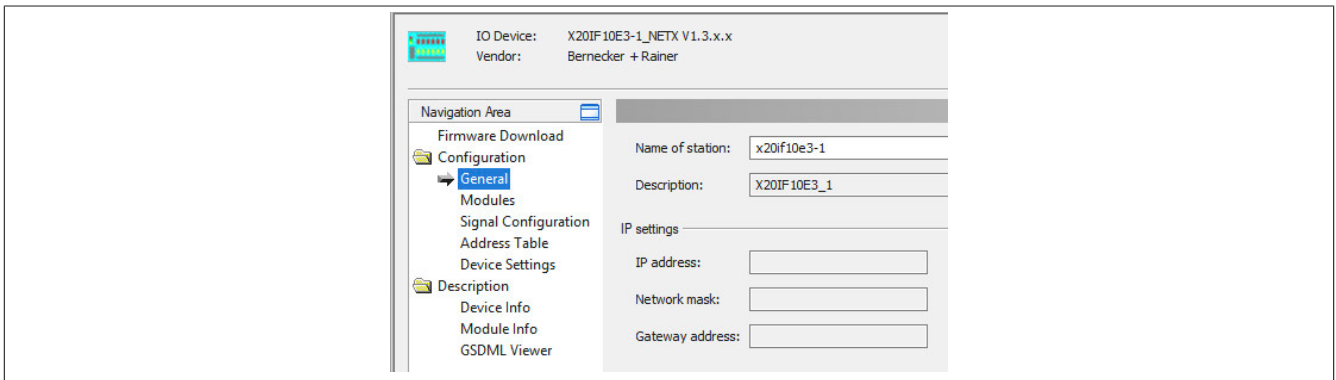 IO Device: X20IF10E3-1_NETX V1.3.x.x
Vendor: Bernecker + Rainer
Navigation Area
Firmware Download
Configuration
General
Modules
Signal Configuration
Address Table
Device Settings
Description
Device Info
Module Info
GSDML Viewer
Name of station: x20if10e3-1
Description: X20IF10E3_1
IP settings
IP address:
Network mask:
Gateway address: